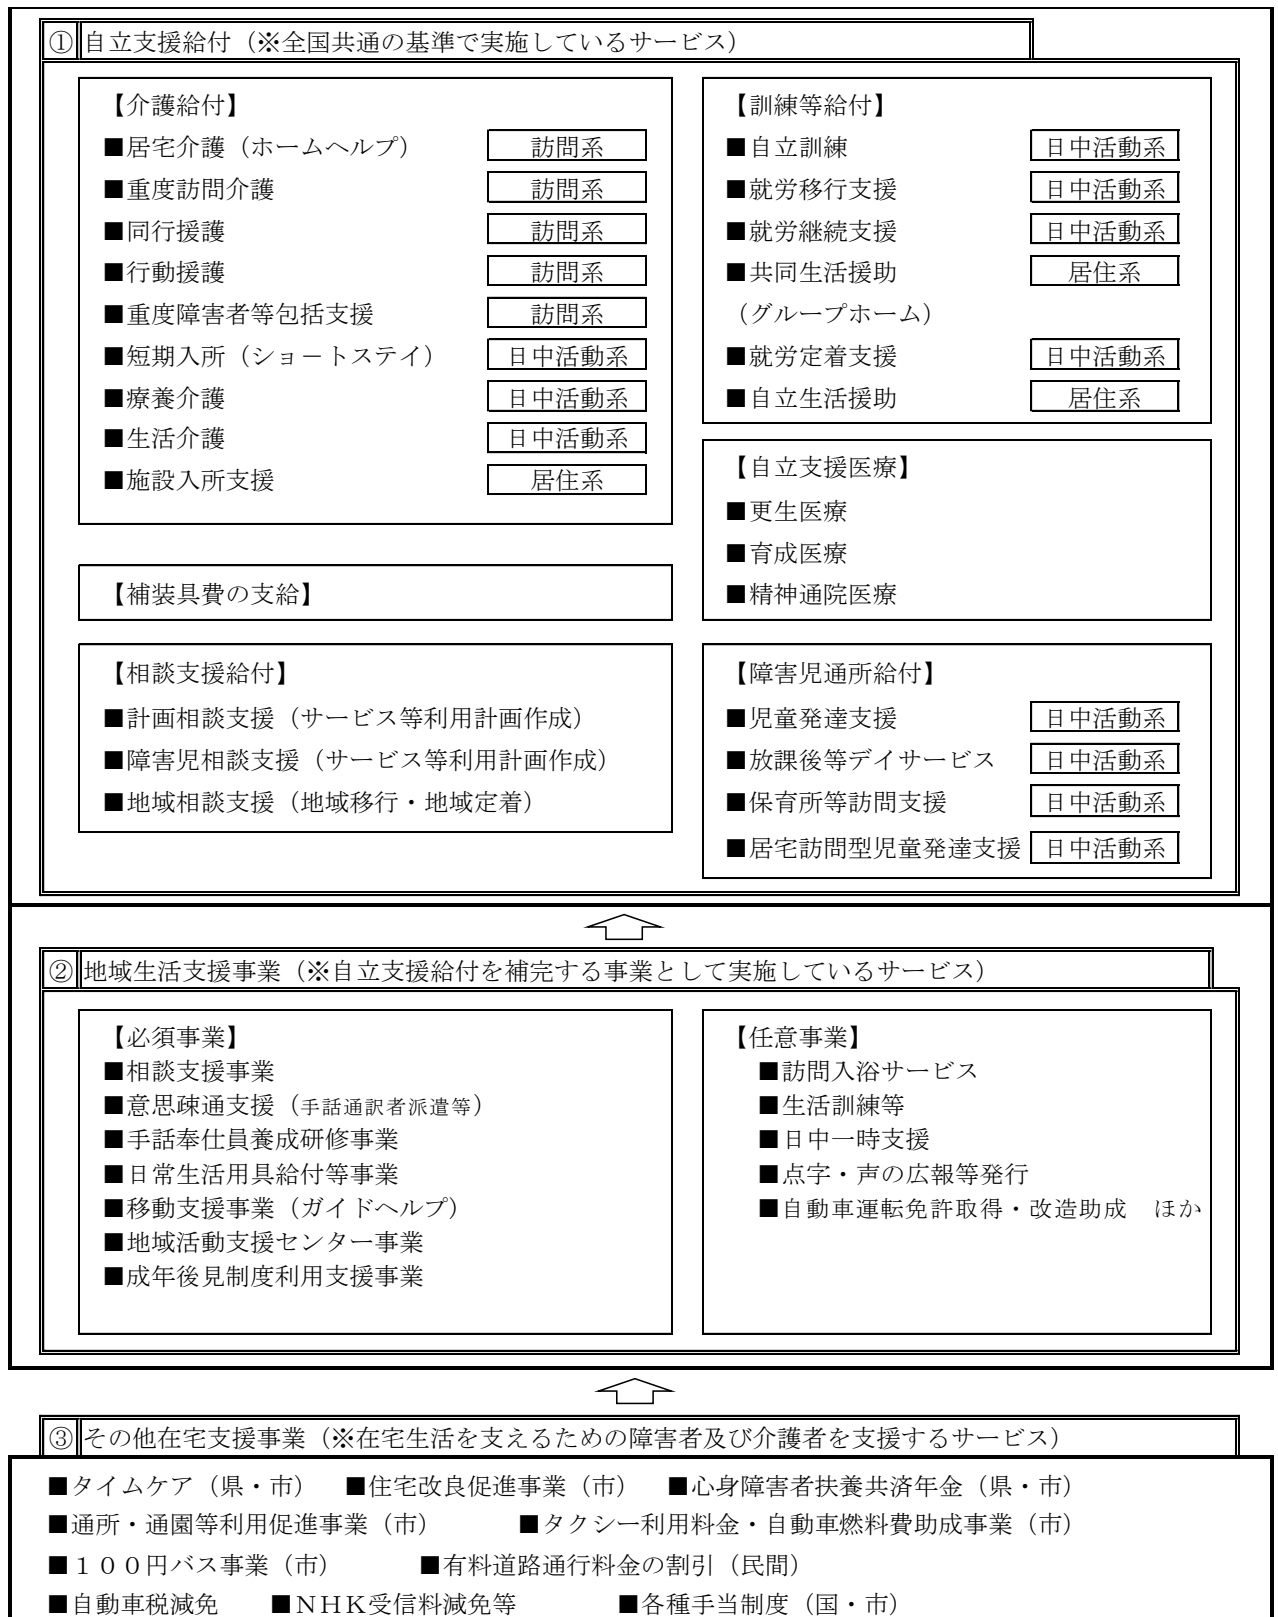 ① 自立支援給付（※全国共通の基準で実施しているサービス）
【介護給付】
■居宅介護（ホームヘルプ） 訪問系
■重度訪問介護 訪問系
■同行援護 訪問系
■行動援護 訪問系
■重度障害者等包括支援 訪問系
■短期入所（ショートステイ） 日中活動系
■療養介護 日中活動系
■生活介護 日中活動系
■施設入所支援 居住系
【訓練等給付】
■自立訓練 日中活動系
■就労移行支援 日中活動系
■就労継続支援 日中活動系
■共同生活援助 居住系
（グループホーム）
■就労定着支援 日中活動系
■自立生活援助 居住系
【自立支援医療】
■更生医療
■育成医療
■精神通院医療
【補装具費の支給】
【相談支援給付】
■計画相談支援（サービス等利用計画作成）
■障害児相談支援（サービス等利用計画作成）
■地域相談支援（地域移行・地域定着）
【障害児通所給付】
■児童発達支援 日中活動系
■放課後等デイサービス 日中活動系
■保育所等訪問支援 日中活動系
■居宅訪問型児童発達支援 日中活動系
② 地域生活支援事業（※自立支援給付を補完する事業として実施しているサービス）
【必須事業】
■相談支援事業
■意思疎通支援（手話通訳者派遣等）
■手話奉仕員養成研修事業
■日常生活用具給付等事業
■移動支援事業（ガイドヘルプ）
■地域活動支援センター事業
■成年後見制度利用支援事業
【任意事業】
■訪問入浴サービス
■生活訓練等
■日中一時支援
■点字・声の広報等発行
■自動車運転免許取得・改造助成　ほか
③ その他在宅支援事業（※在宅生活を支えるための障害者及び介護者を支援するサービス）
■タイムケア（県・市） ■住宅改良促進事業（市） ■心身障害者扶養共済年金（県・市）
■通所・通園等利用促進事業（市） ■タクシー利用料金・自動車燃料費助成事業（市）
■１００円バス事業（市） ■有料道路通行料金の割引（民間）
■自動車税減免 ■ＮＨＫ受信料減免等 ■各種手当制度（国・市）